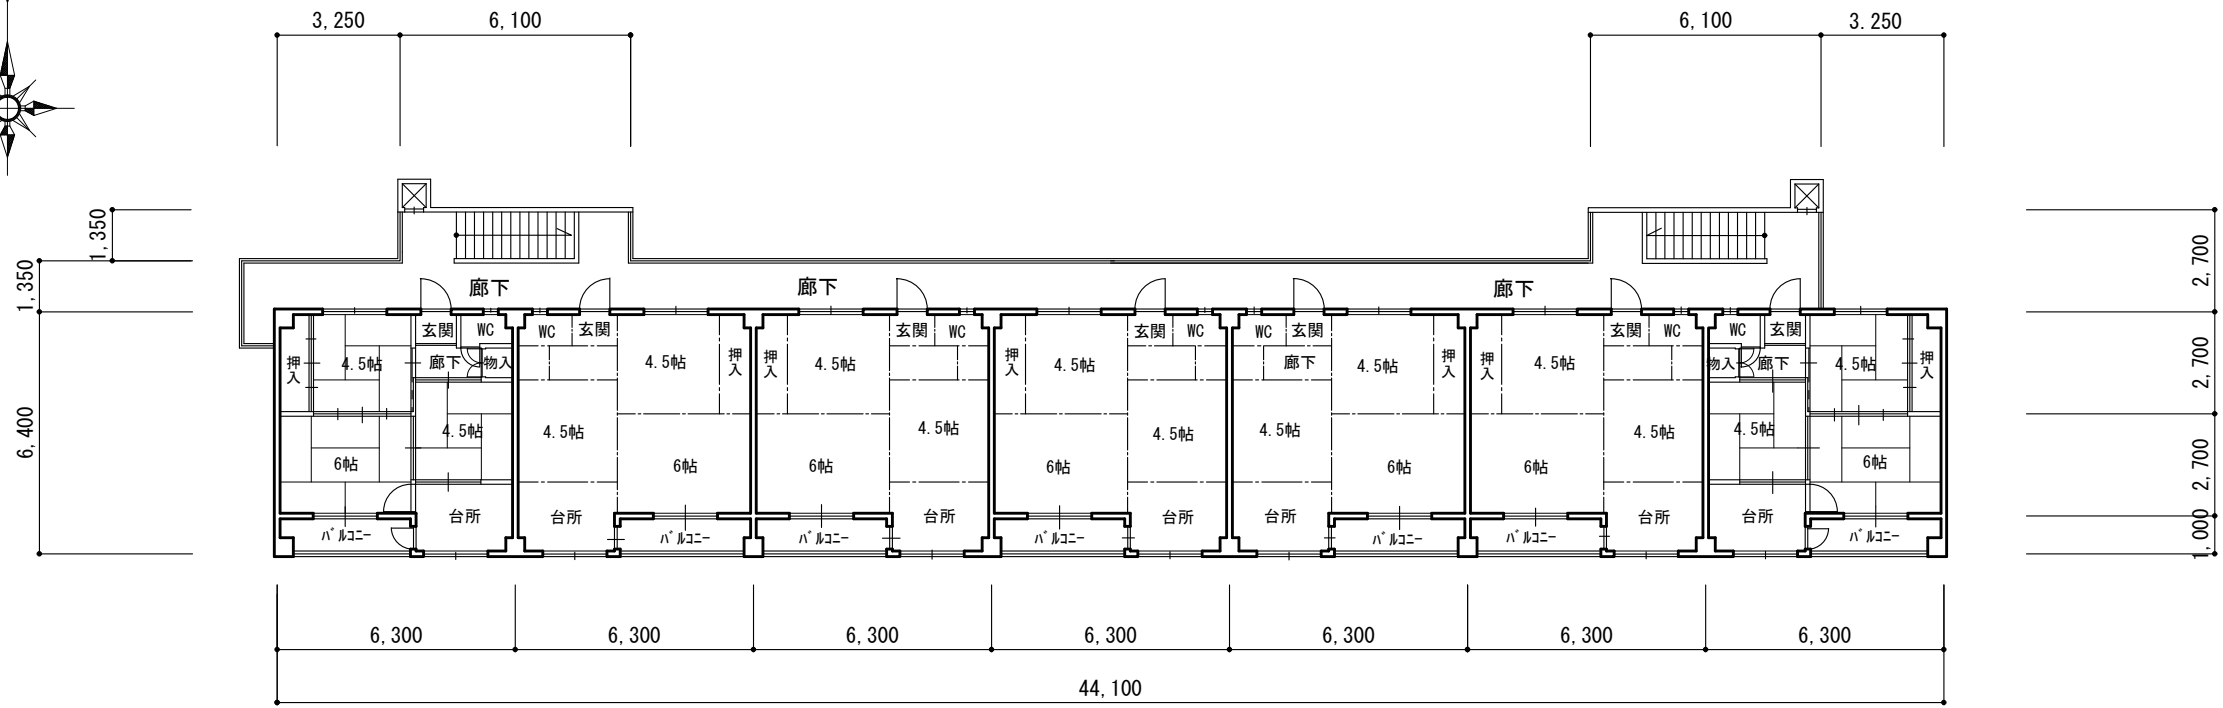 3,250
6,100
6,100
3.250
1,350
1,350
6,400
2,700
2,700
2,700
1,000
廊下
廊下
廊下
玄関
WC
WC
玄関
玄関
WC
玄関
WC
WC
玄関
玄関
WC
WC
玄関
押入
4.5帖
廊下
物入
4.5帖
押入
押入
4.5帖
押入
4.5帖
廊下
4.5帖
押入
押入
4.5帖
物入
廊下
4.5帖
押入
4.5帖
4.5帖
4.5帖
4.5帖
4.5帖
4.5帖
4.5帖
6帖
6帖
6帖
6帖
6帖
6帖
6帖
バルコニー
台所
台所
バルコニー
バルコニー
台所
バルコニー
台所
台所
バルコニー
バルコニー
台所
台所
バルコニー
6,300
6,300
6,300
6,300
6,300
6,300
6,300
44,100